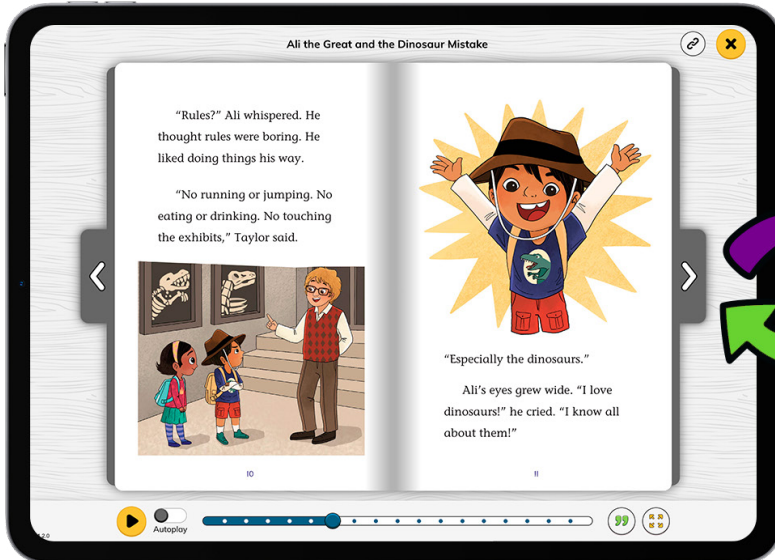 Ali the Great and the Dinosaur Mistake
“Rules?” Ali whispered. He
thought rules were boring. He
liked doing things his way.
“No running or jumping. No
eating or drinking. No touching
the exhibits,” Taylor said.
10
“Especially the dinosaurs.”
Ali’s eyes grew wide. “I love
dinosaurs!” he cried. “I know all
about them!”
11
Autoplay